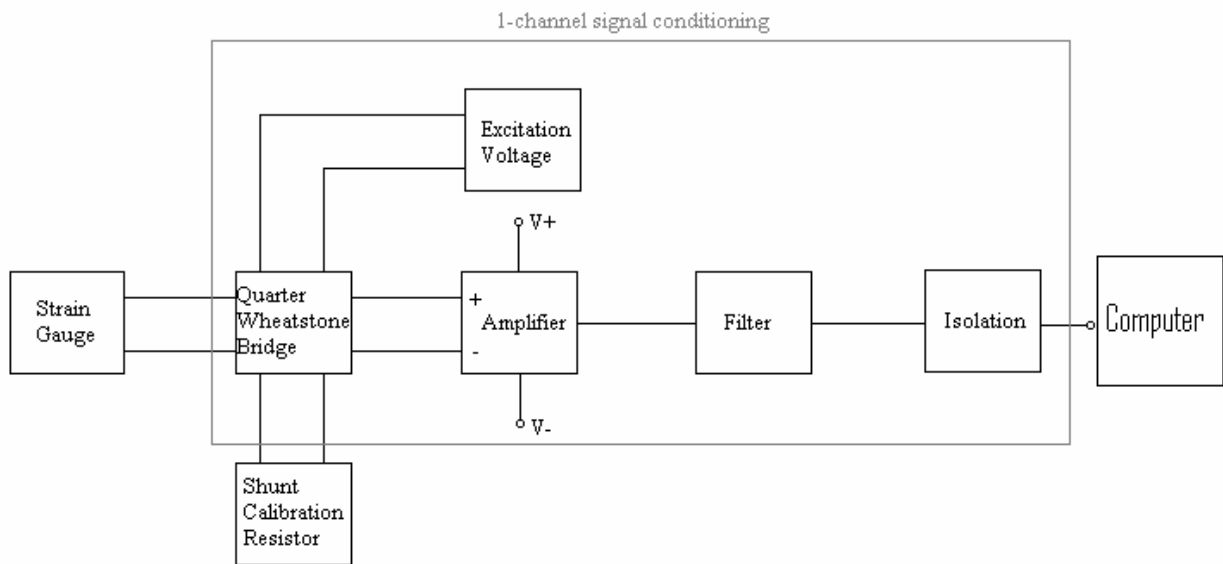 1-channel signal conditioning
Excitation
Voltage
V+
Strain
Gauge
Quarter
Wheatstone
Bridge
+
Amplifier
-
Filter
Isolation
Computer
V-
Shunt
Calibration
Resistor